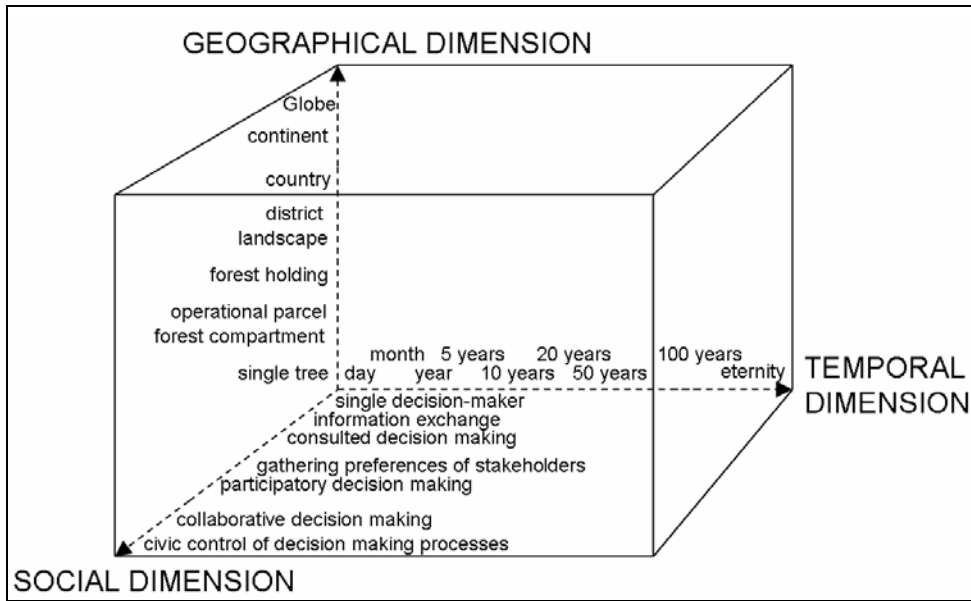 GEOGRAPHICAL DIMENSION
Globe
continent
country
district
landscape
forest holding
operational parcel
forest compartment
single tree
month 5 years 20 years 100 years
day year 10 years 50 years eternity
TEMPORAL
DIMENSION
single decision-maker
information exchange
consulted decision making
gathering preferences of stakeholders
participatory decision making
collaborative decision making
civic control of decision making processes
SOCIAL DIMENSION